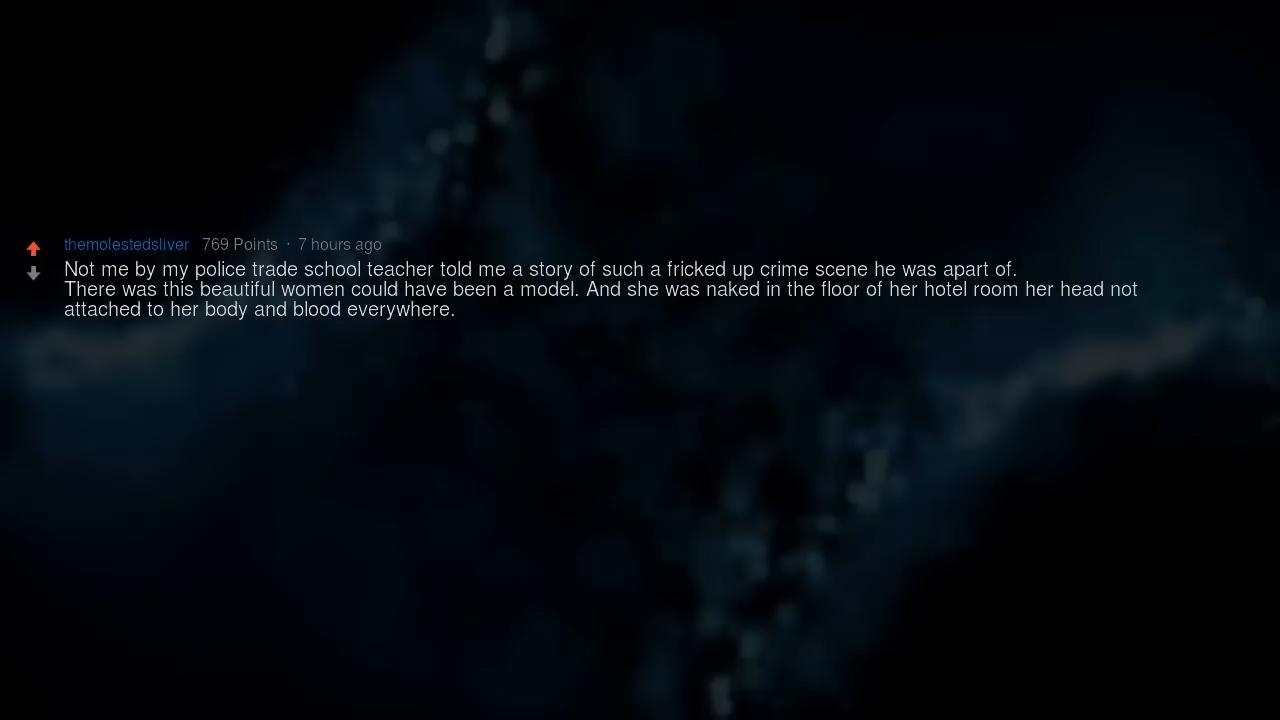 themolestedsliver 769 Points · 7 hours ago
Not me by my police trade school teacher told me a story of such a fricked up crime scene he was apart of.
There was this beautiful women could have been a model. And she was naked in the floor of her hotel room her head not
attached to her body and blood everywhere.